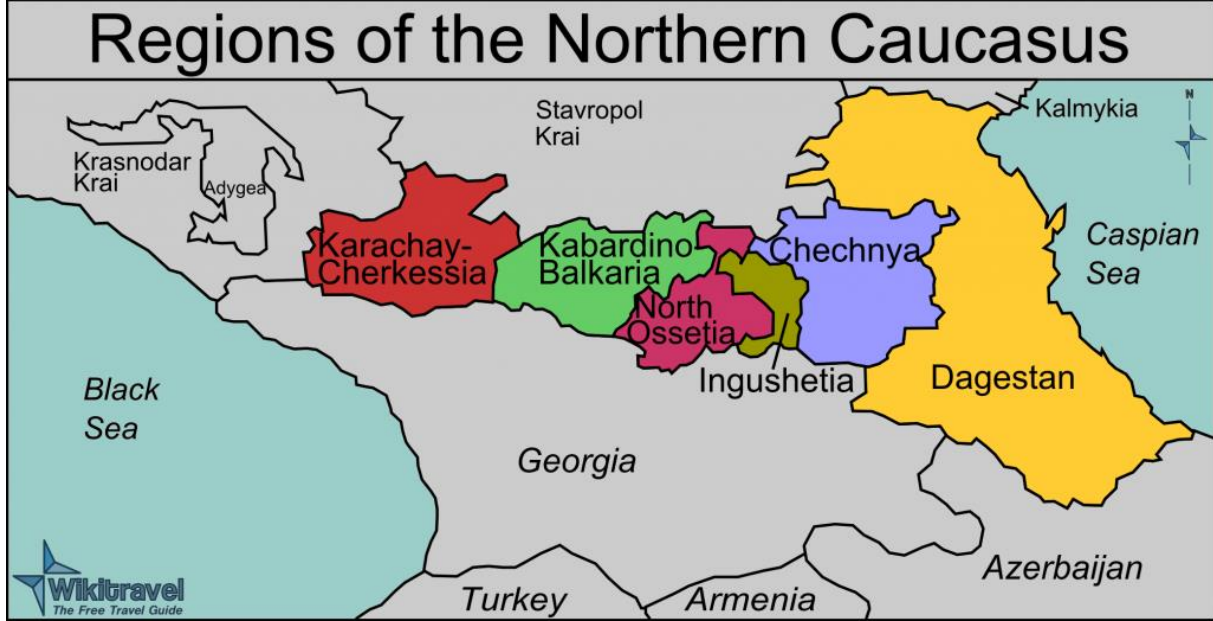 Regions of the Northern Caucasus
Stavropol
Krai
Kalmykia
N
Krasnodar
Krai
Adygea
Karachay-
Cherkessia
Kabardino
Balkaria
Chechnya
Caspian
Sea
North
Ossetia
Ingushetia
Dagestan
Black
Sea
Georgia
Azerbaijan
Turkey
Armenia
Wikitravel
The Free Travel Guide